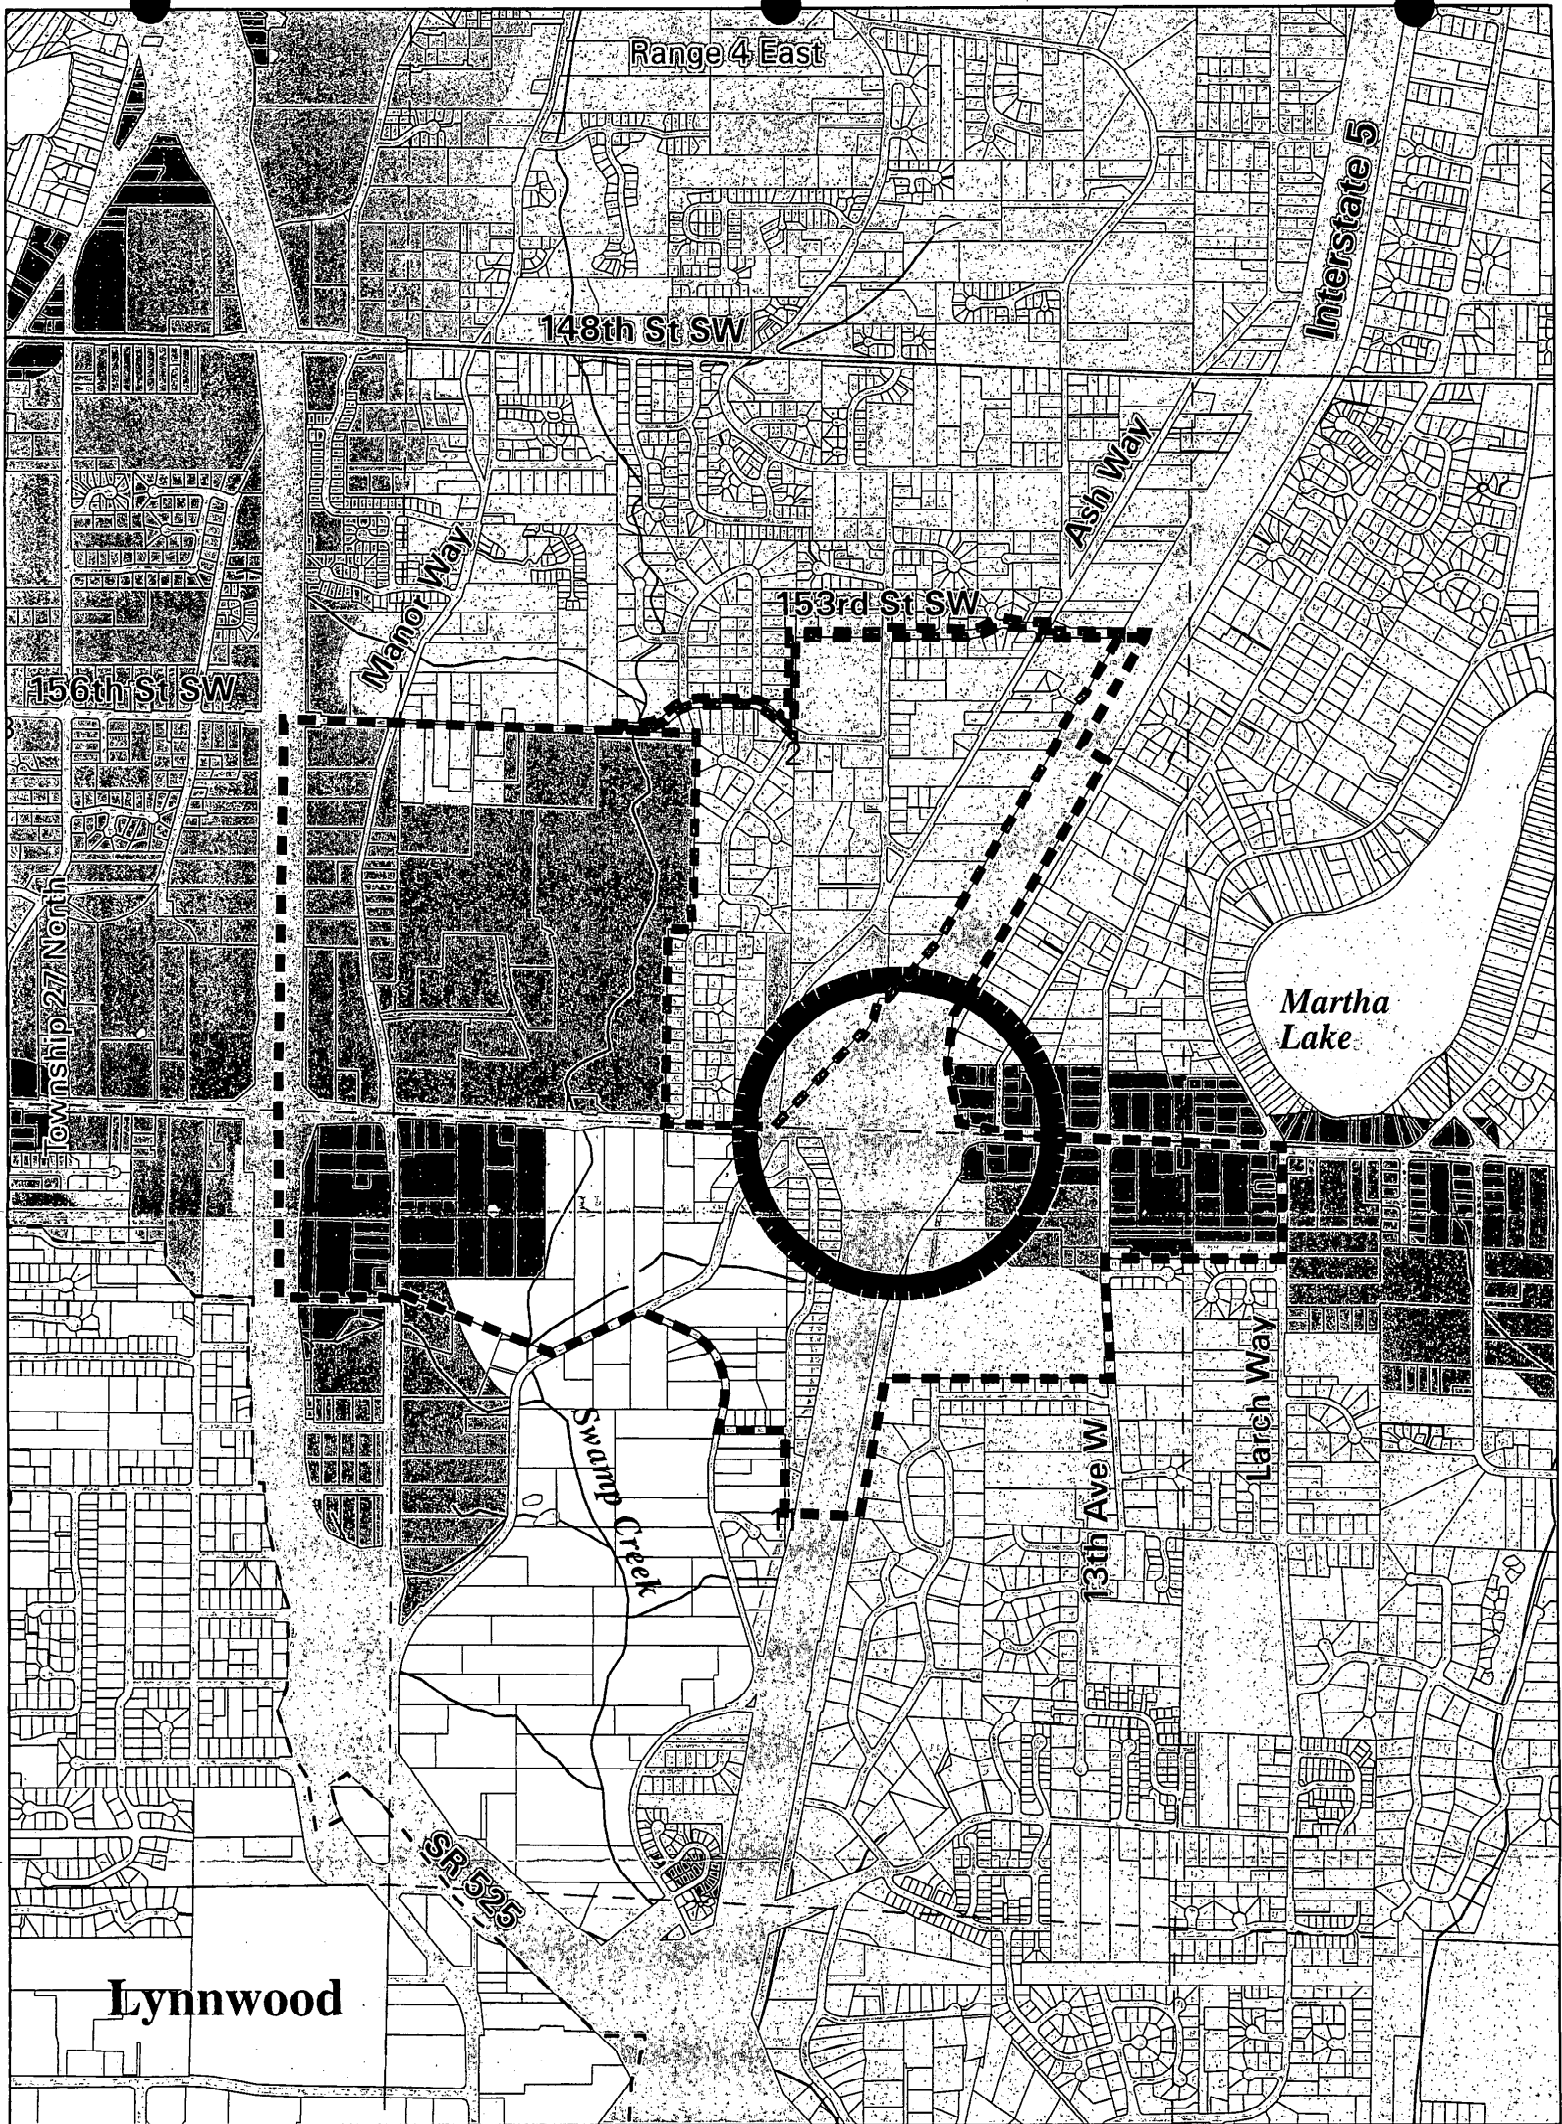 Range 4 East
Interstate 5
148th St SW
Ash Way
Manor Way
153rd St SW
156th St SW
Township 27 North
Martha
Lake
Larch Way
Swamp Creek
13th Ave W
SR 525
Lynnwood